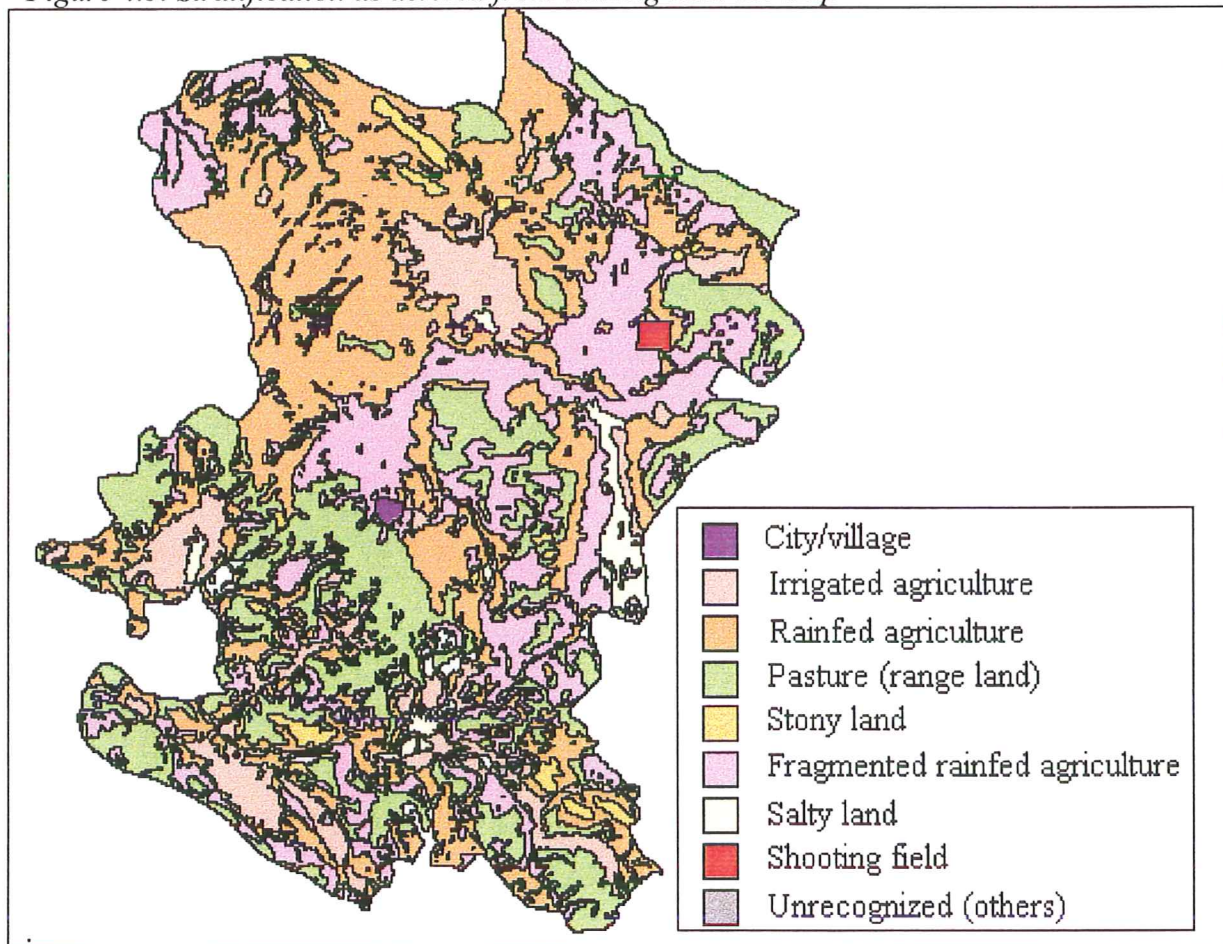 City/village
Irrigated agriculture
Rainfed agriculture
Pasture (range land)
Stony land
Fragmented rainfed agriculture
Salty land
Shooting field
Unrecognized (others)